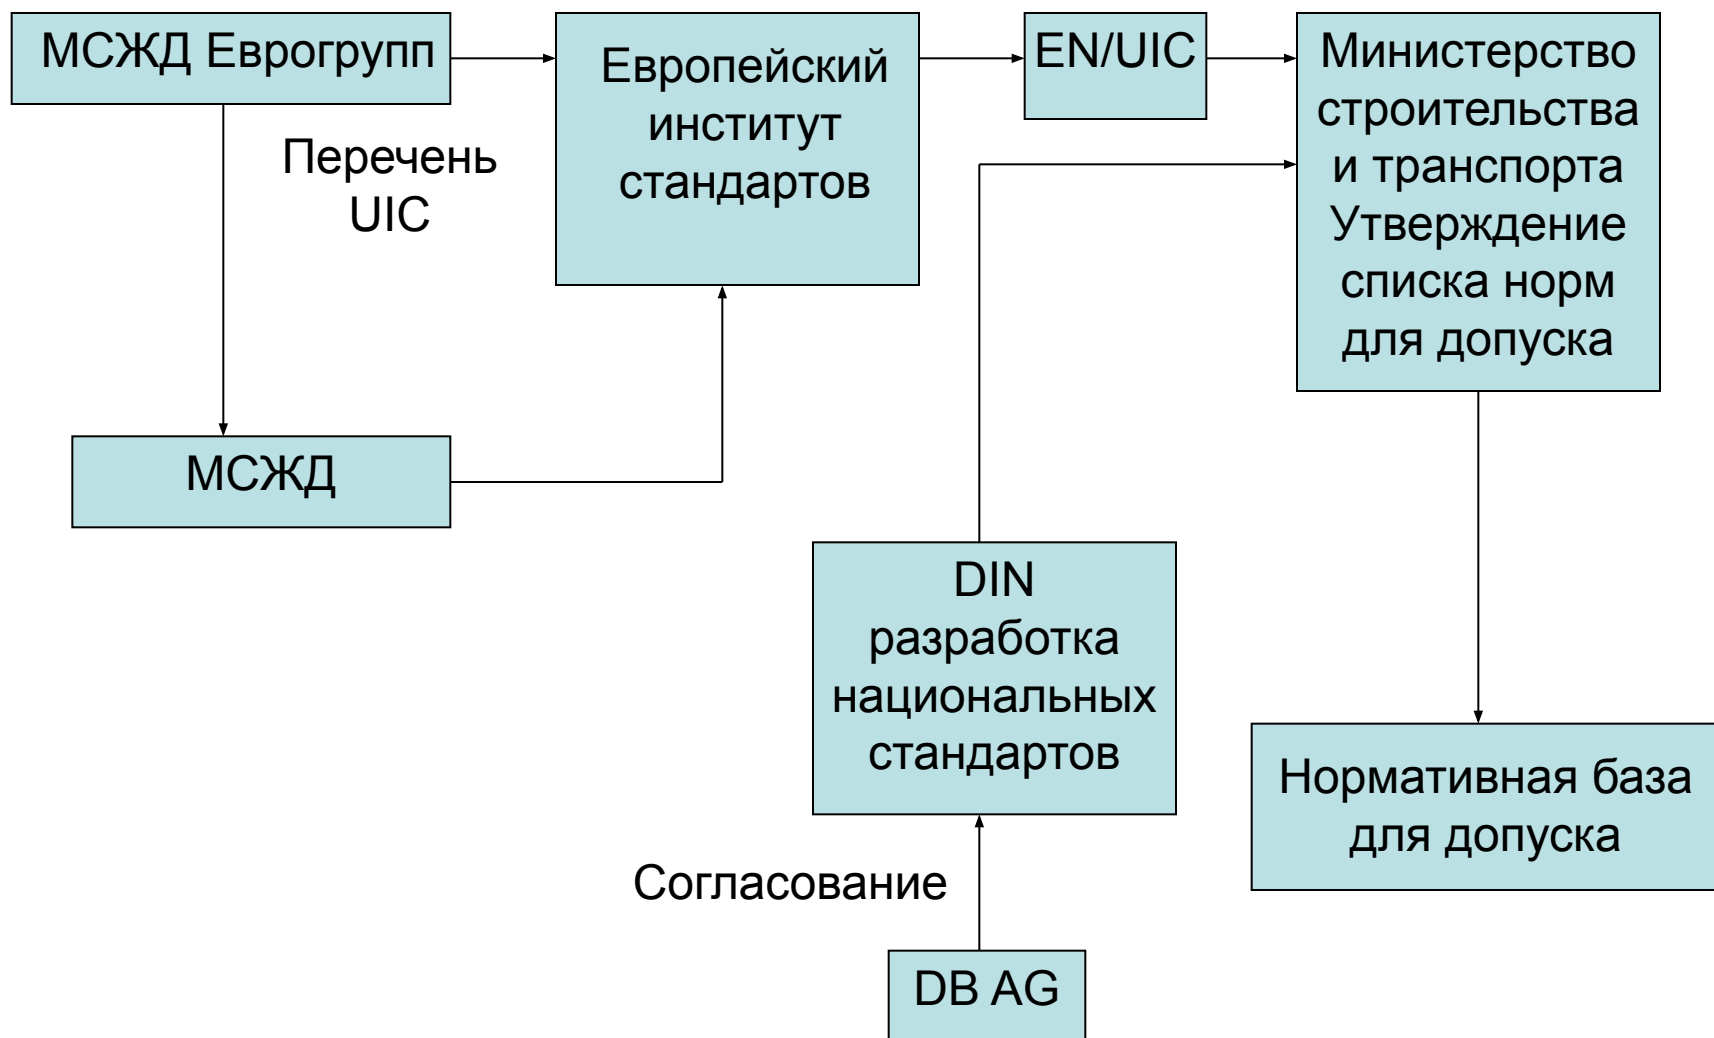 МСЖД Еврогрупп
Европейский
институт
стандартов
EN/UIC
Министерство
строительства
и транспорта
Утверждение
списка норм
для допуска
Перечень
UIC
МСЖД
DIN
разработка
национальных
стандартов
Нормативная база
для допуска
Согласование
DB AG